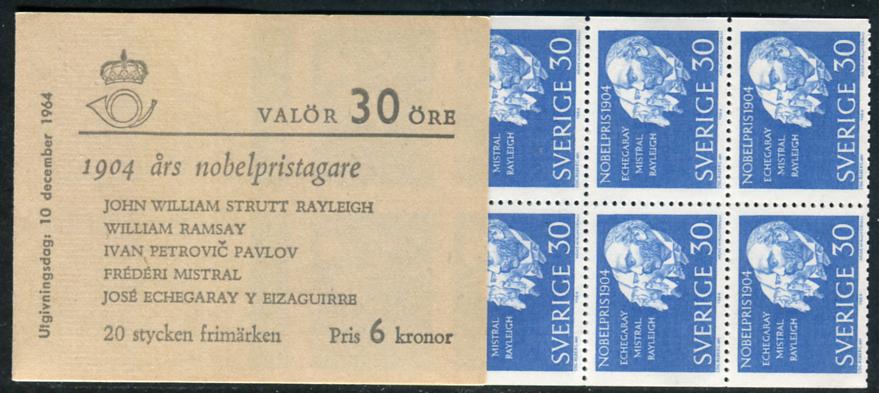 Utgivningsdag: 10 december 1964
VALÖR 30 ÖRE
1904 års nobelpristagare
JOHN WILLIAM STRUTT RAYLEIGH
WILLIAM RAMSAY
IVAN PETROVIČ PAVLOV
FRÉDÉRI MISTRAL
JOSÉ ECHEGARAY Y EIZAGUIRRE
20 stycken frimärken Pris 6 kronor
MISTRAL
RAYLEIGH
SVERIGE 30
NOBELPRIS 1904
ECHEGARAY
MISTRAL
RAYLEIGH
SVERIGE 30
NOBELPRIS 1904
ECHEGARAY
MISTRAL
RAYLEIGH
SVERIGE 30
MISTRAL
RAYLEIGH
SVERIGE 30
NOBELPRIS 1904
ECHEGARAY
MISTRAL
RAYLEIGH
SVERIGE 30
NOBELPRIS 1904
ECHEGARAY
MISTRAL
RAYLEIGH
SVERIGE 30